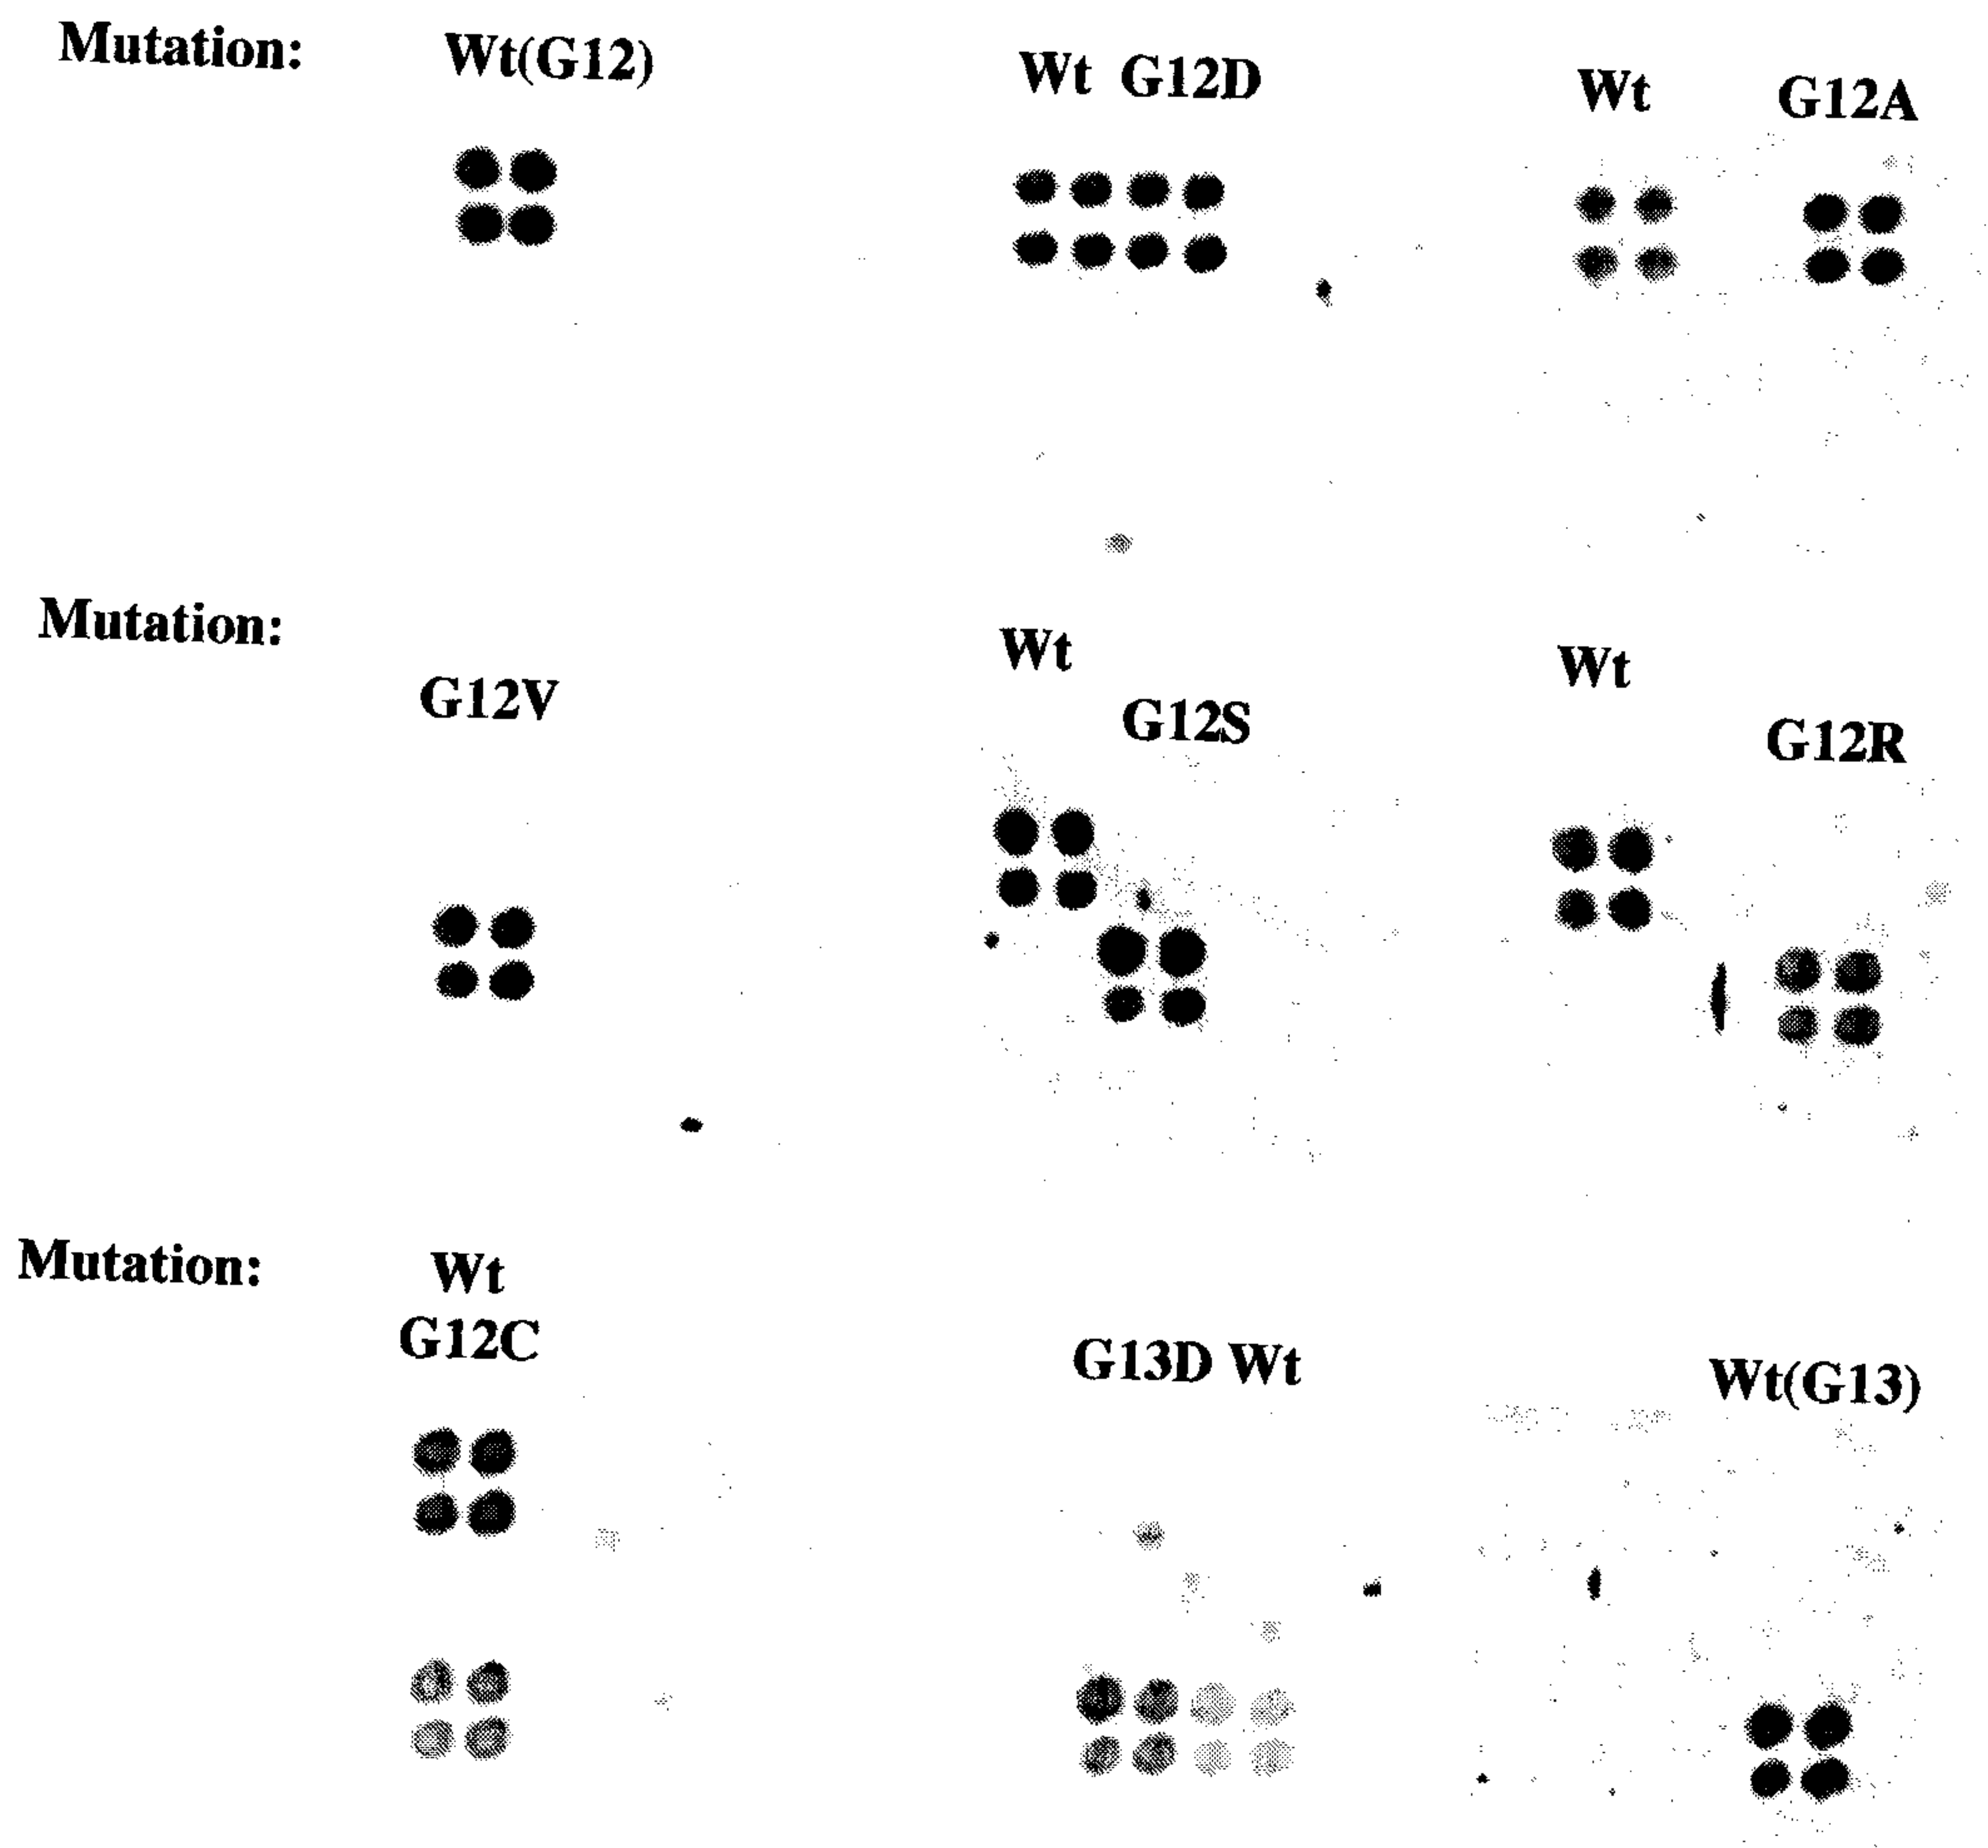 Mutation: Wt(G12) Wt G12D Wt G12A
Mutation: Wt Wt
G12V G12S G12R
Mutation: Wt
G12C G13D Wt Wt(G13)